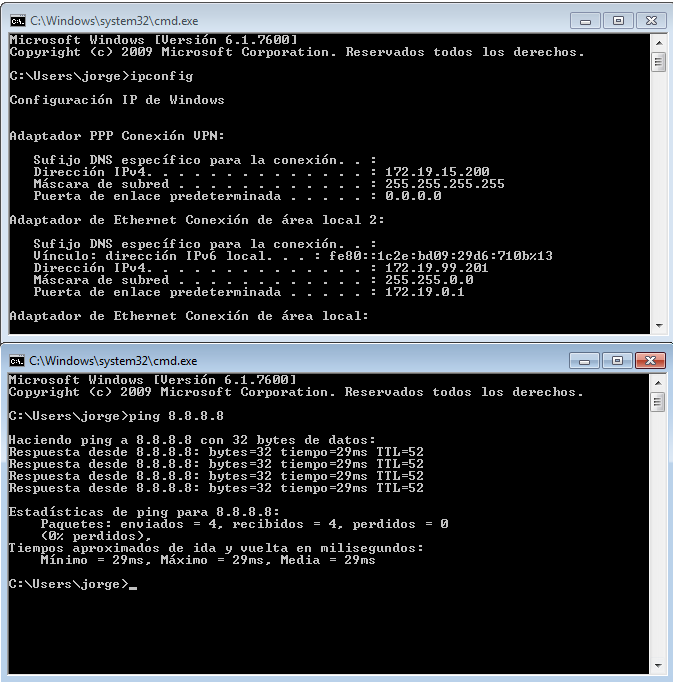 C:\Windows\system32\cmd.exe
Microsoft Windows [Versión 6.1.7600]
Copyright (c) 2009 Microsoft Corporation. Reservados todos los derechos.
C:\Users\jorge>ipconfig
Configuración IP de Windows
Adaptador PPP Conexión VPN:
Sufijo DNS específico para la conexión. . :
Dirección IPv4. . . . . . . . . . . . . . : 172.19.15.200
Máscara de subred . . . . . . . . . . . . : 255.255.255.255
Puerta de enlace predeterminada . . . . . : 0.0.0.0
Adaptador de Ethernet Conexión de área local 2:
Sufijo DNS específico para la conexión. . :
Vínculo: dirección IPv6 local. . . : fe80::1c2e:bd09:29d6:710b%13
Dirección IPv4. . . . . . . . . . . . . . : 172.19.99.201
Máscara de subred . . . . . . . . . . . . : 255.255.0.0
Puerta de enlace predeterminada . . . . . : 172.19.0.1
Adaptador de Ethernet Conexión de área local:
C:\Windows\system32\cmd.exe
Microsoft Windows [Versión 6.1.7600]
Copyright (c) 2009 Microsoft Corporation. Reservados todos los derechos.
C:\Users\jorge>ping 8.8.8.8
Haciendo ping a 8.8.8.8 con 32 bytes de datos:
Respuesta desde 8.8.8.8: bytes=32 tiempo=29ms TTL=52
Respuesta desde 8.8.8.8: bytes=32 tiempo=29ms TTL=52
Respuesta desde 8.8.8.8: bytes=32 tiempo=29ms TTL=52
Respuesta desde 8.8.8.8: bytes=32 tiempo=29ms TTL=52
Estadísticas de ping para 8.8.8.8:
Paquetes: enviados = 4, recibidos = 4, perdidos = 0
(0% perdidos),
Tiempos aproximados de ida y vuelta en milisegundos:
Mínimo = 29ms, Máximo = 29ms, Media = 29ms
C:\Users\jorge>_